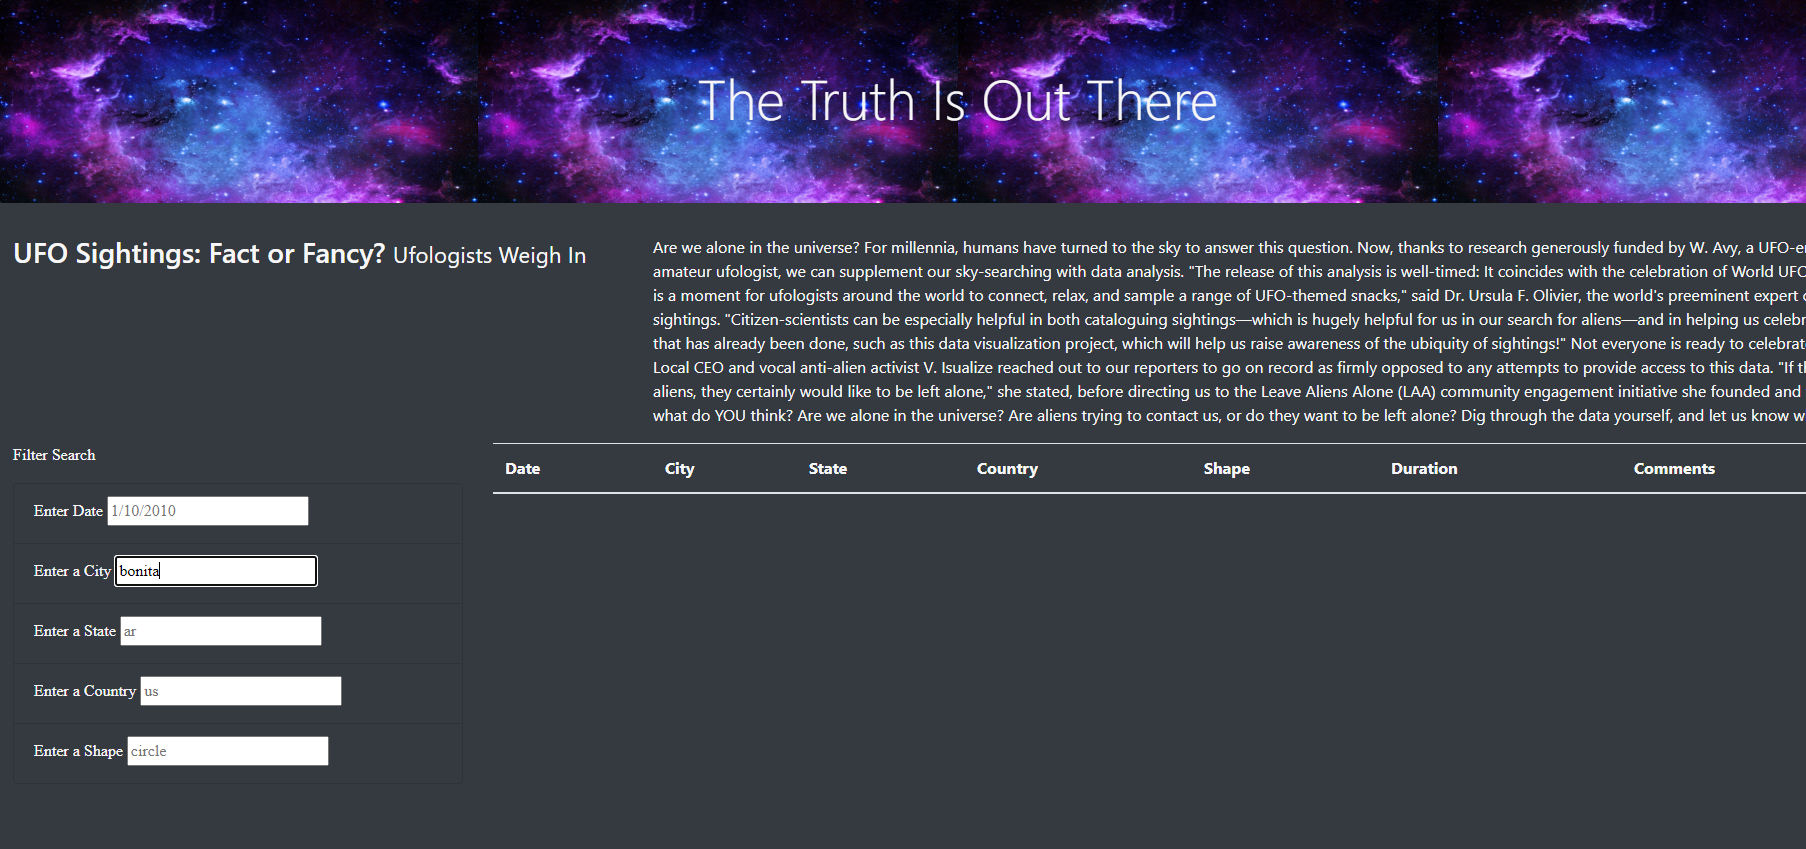 The Truth Is Out There
UFO Sightings: Fact or Fancy? Ufologists Weigh In
Are we alone in the universe? For millennia, humans have turned to the sky to answer this question. Now, thanks to research generously funded by W. Avy, a
amateur ufologist, we can supplement our sky-searching with data analysis. "The release of this analysis is well-timed: It coincides with the celebration of World UFO
is a moment for ufologists around the world to connect, relax, and sample a range of UFO-themed snacks," said Dr. Ursula F. Olivier, the world's preeminent expert
sightings. "Citizen-scientists can be especially helpful in both cataloguing sightings—which is hugely helpful for us in our search for aliens—and in helping us
that has already been done, such as this data visualization project, which will help us raise awareness of the ubiquity of sightings!" Not everyone is ready to
Local CEO and vocal anti-alien activist V. Isualize reached out to our reporters to go on record as firmly opposed to any attempts to provide access to this data. "If
aliens, they certainly would like to be left alone," she stated, before directing us to the Leave Aliens Alone (LAA) community engagement initiative she founded and
what do YOU think? Are we alone in the universe? Are aliens trying to contact us, or do they want to be left alone? Dig through the data yourself, and let us know
Filter Search
Date City State Country Shape Duration Comments
Enter Date 1/10/2010
Enter a City bonita
Enter a State ar
Enter a Country us
Enter a Shape circle